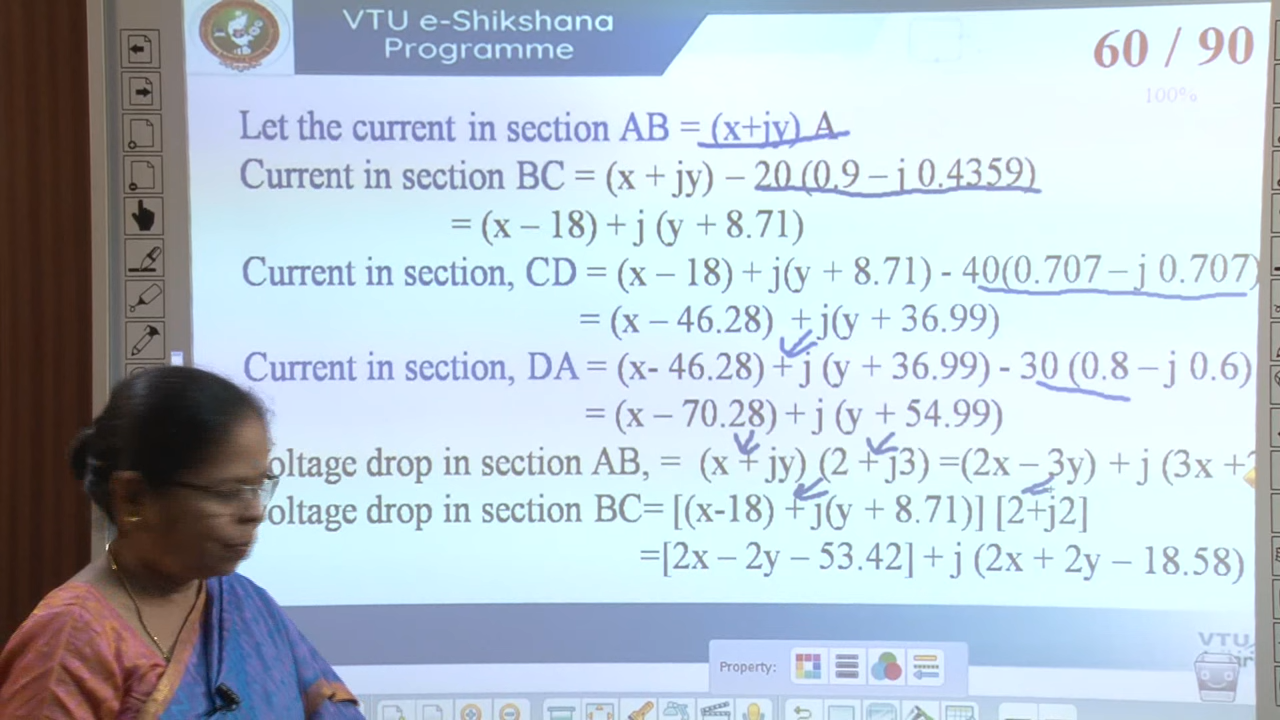 VTU e-Shikshana
Programme
60 / 90
100%
Let the current in section AB = (x+jy) A
Current in section BC = (x + jy) – 20 (0.9 – j 0.4359)
= (x – 18) + j (y + 8.71)
Current in section, CD = (x – 18) + j(y + 8.71) - 40(0.707 – j 0.707)
= (x – 46.28) + j(y + 36.99)
Current in section, DA = (x- 46.28) + j (y + 36.99) - 30 (0.8 – j 0.6)
= (x – 70.28) + j (y + 54.99)
oltage drop in section AB, = (x + jy) (2 + j3) =(2x – 3y) + j (3x +
oltage drop in section BC= [(x-18) + j(y + 8.71)] [2+j2]
=[2x – 2y – 53.42] + j (2x + 2y – 18.58)
VTU
Property: